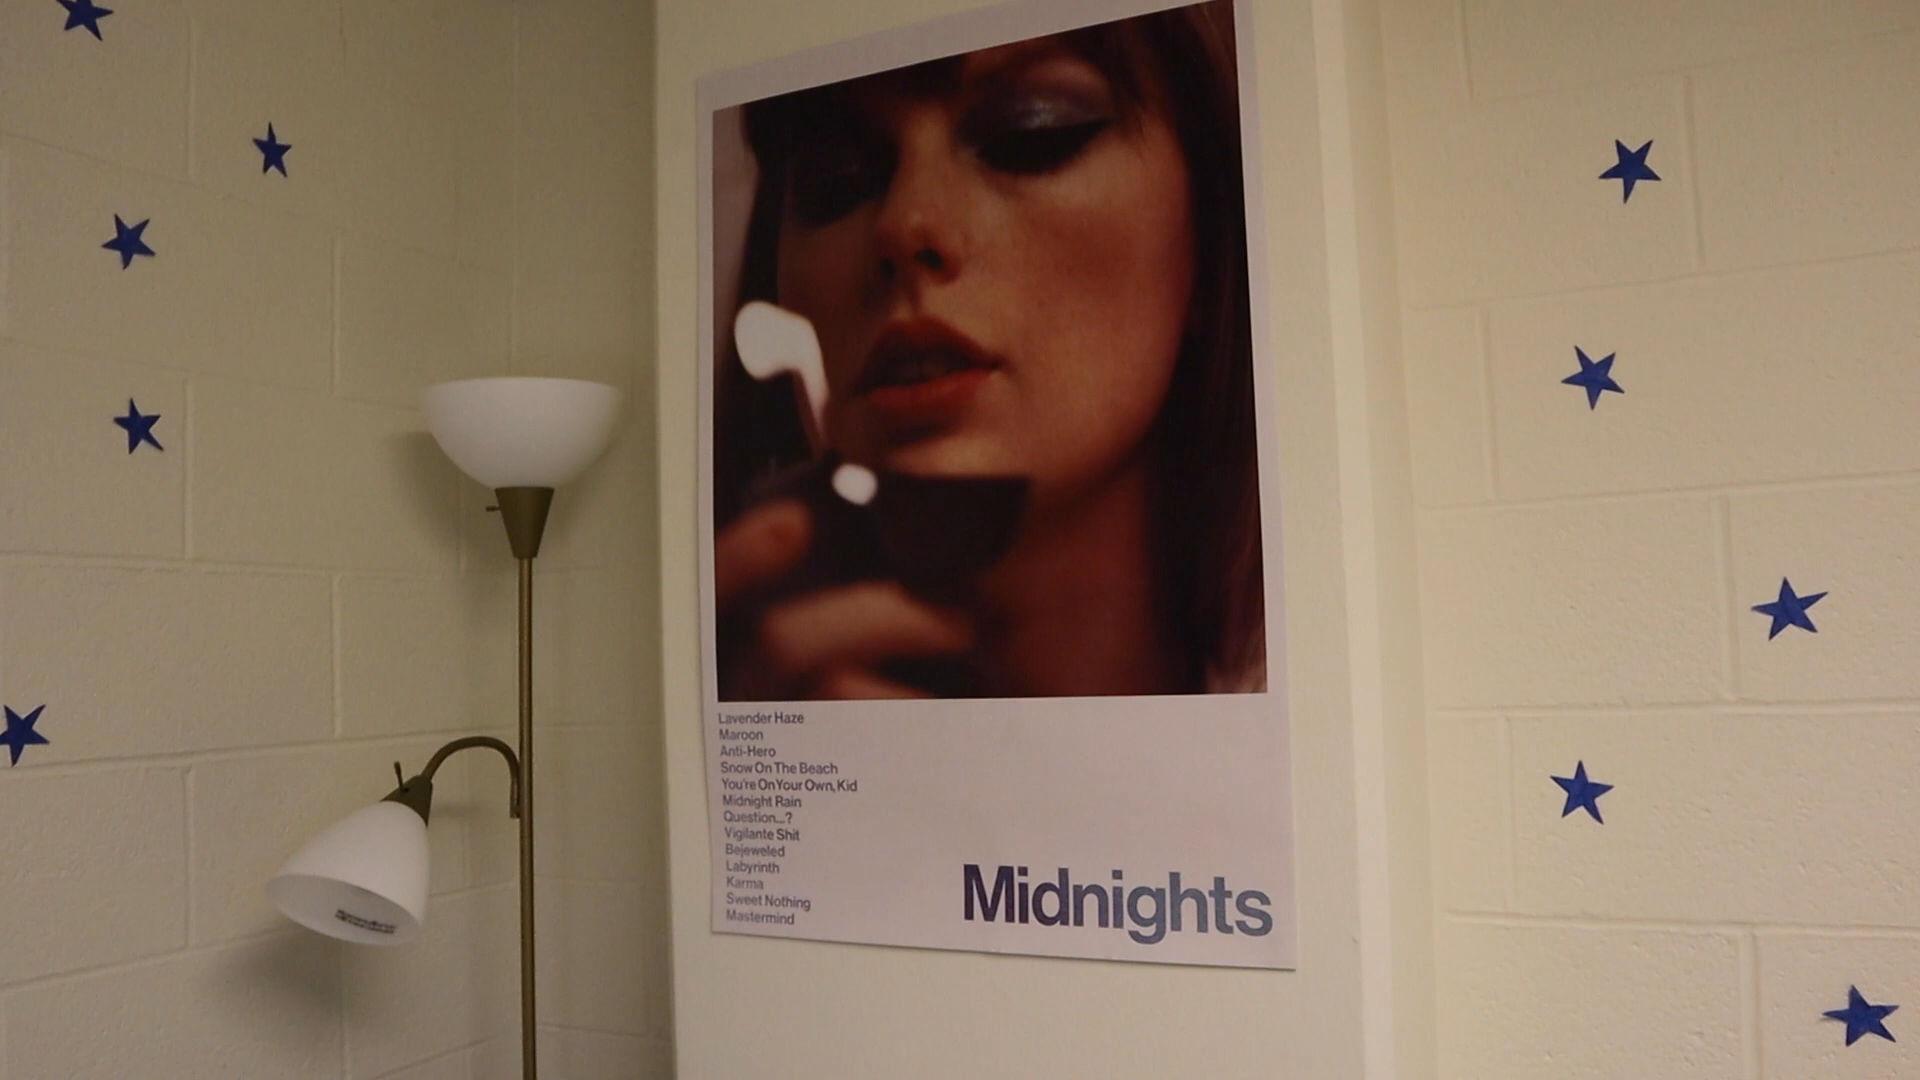 Lavender Haze
Maroon
Anti-Hero
Snow On The Beach
You're On Your Own, Kid
Midnight Rain
Question...?
Vigilante Shit
Bejeweled
Labyrinth
Karma
Sweet Nothing
Mastermind
Midnights